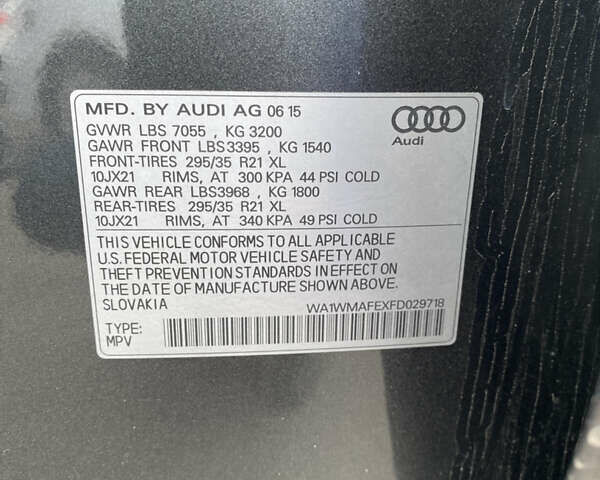 MFD. BY AUDI AG 06 15
GVWR LBS 7055 , KG 3200
GAWR FRONT LBS3395 , KG 1540
FRONT-TIRES 295/35 R21 XL
10JX21 RIMS, AT 300 KPA 44 PSI COLD
GAWR REAR LBS3968 , KG 1800
REAR-TIRES 295/35 R21 XL
10JX21 RIMS, AT 340 KPA 49 PSI COLD
Audi
THIS VEHICLE CONFORMS TO ALL APPLICABLE
U.S. FEDERAL MOTOR VEHICLE SAFETY AND
THEFT PREVENTION STANDARDS IN EFFECT ON
THE DATE OF MANUFACTURE SHOWN ABOVE.
SLOVAKIA
WA1WMAFEXFD029718
TYPE:
MPV